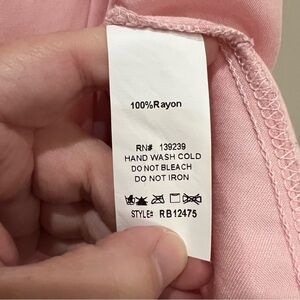 100%Rayon
RN# 139239
HAND WASH COLD
DO NOT BLEACH
DO NOT IRON
STYLE# RB12475